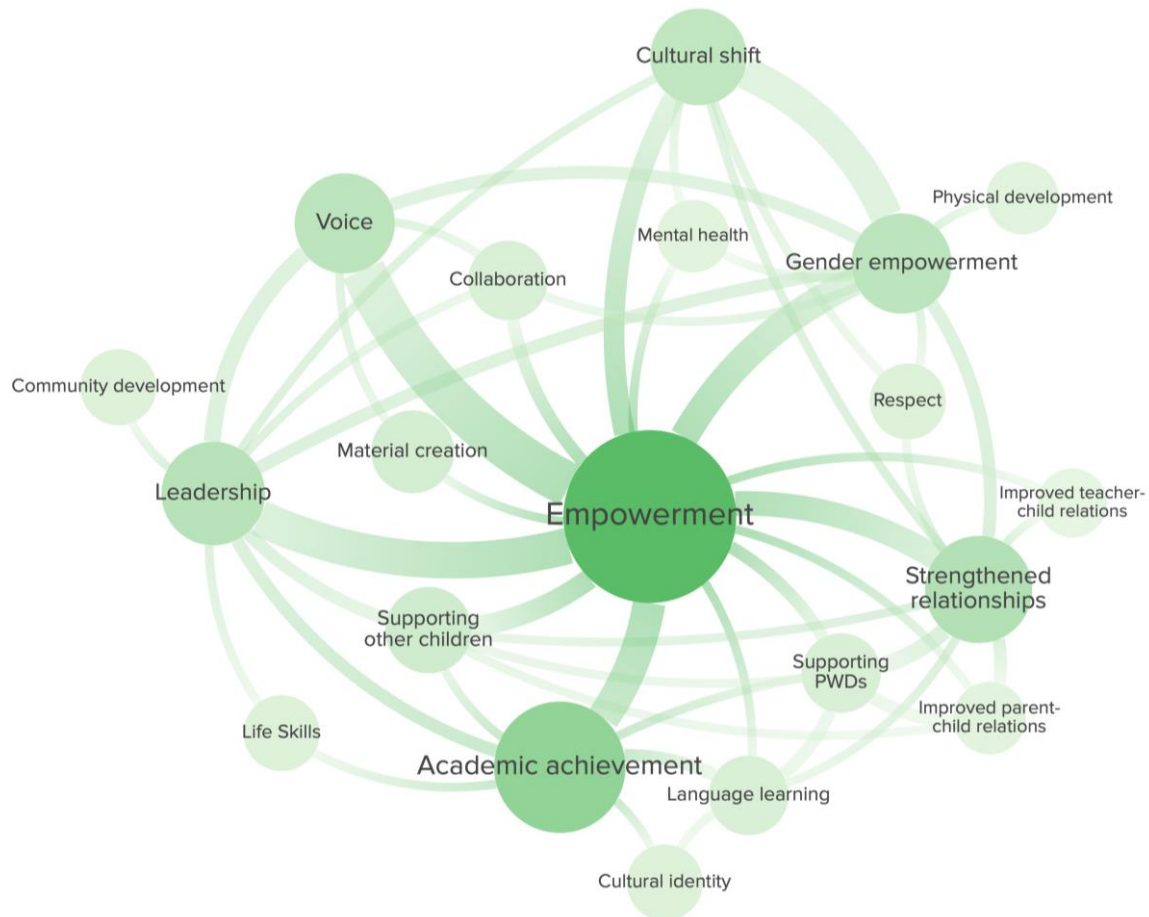 Cultural shift
Physical development
Voice
Mental health
Gender empowerment
Collaboration
Community development
Respect
Material creation
Leadership
Improved teacher-
child relations
Empowerment
Strengthened
relationships
Supporting
other children
Supporting
PWDs
Improved parent-
child relations
Life Skills
Academic achievement
Language learning
Cultural identity